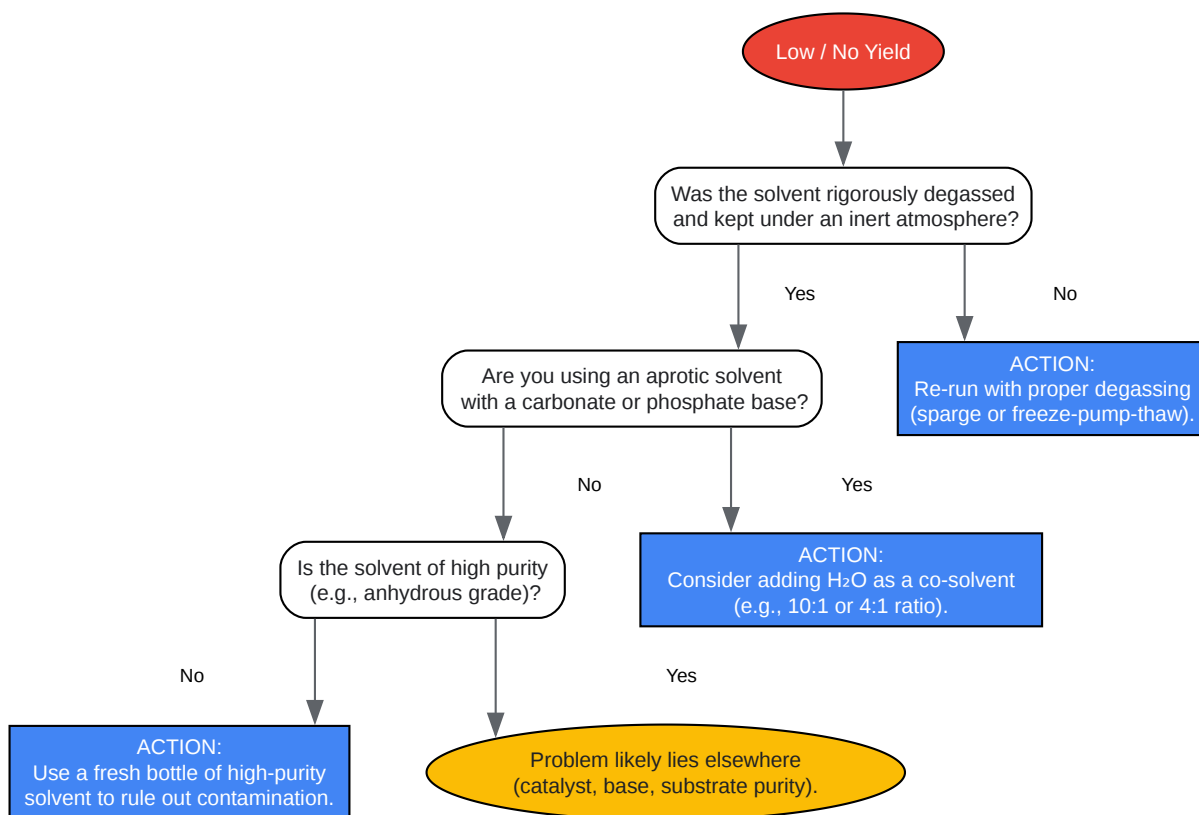 Low / No Yield
Was the solvent rigorously degassed
and kept under an inert atmosphere?
Yes
No
Are you using an aprotic solvent
with a carbonate or phosphate base?
ACTION:
Re-run with proper degassing
(sparge or freeze-pump-thaw).
No
Yes
Is the solvent of high purity
(e.g., anhydrous grade)?
ACTION:
Consider adding H₂O as a co-solvent
(e.g., 10:1 or 4:1 ratio).
No
Yes
ACTION:
Use a fresh bottle of high-purity
solvent to rule out contamination.
Problem likely lies elsewhere
(catalyst, base, substrate purity).